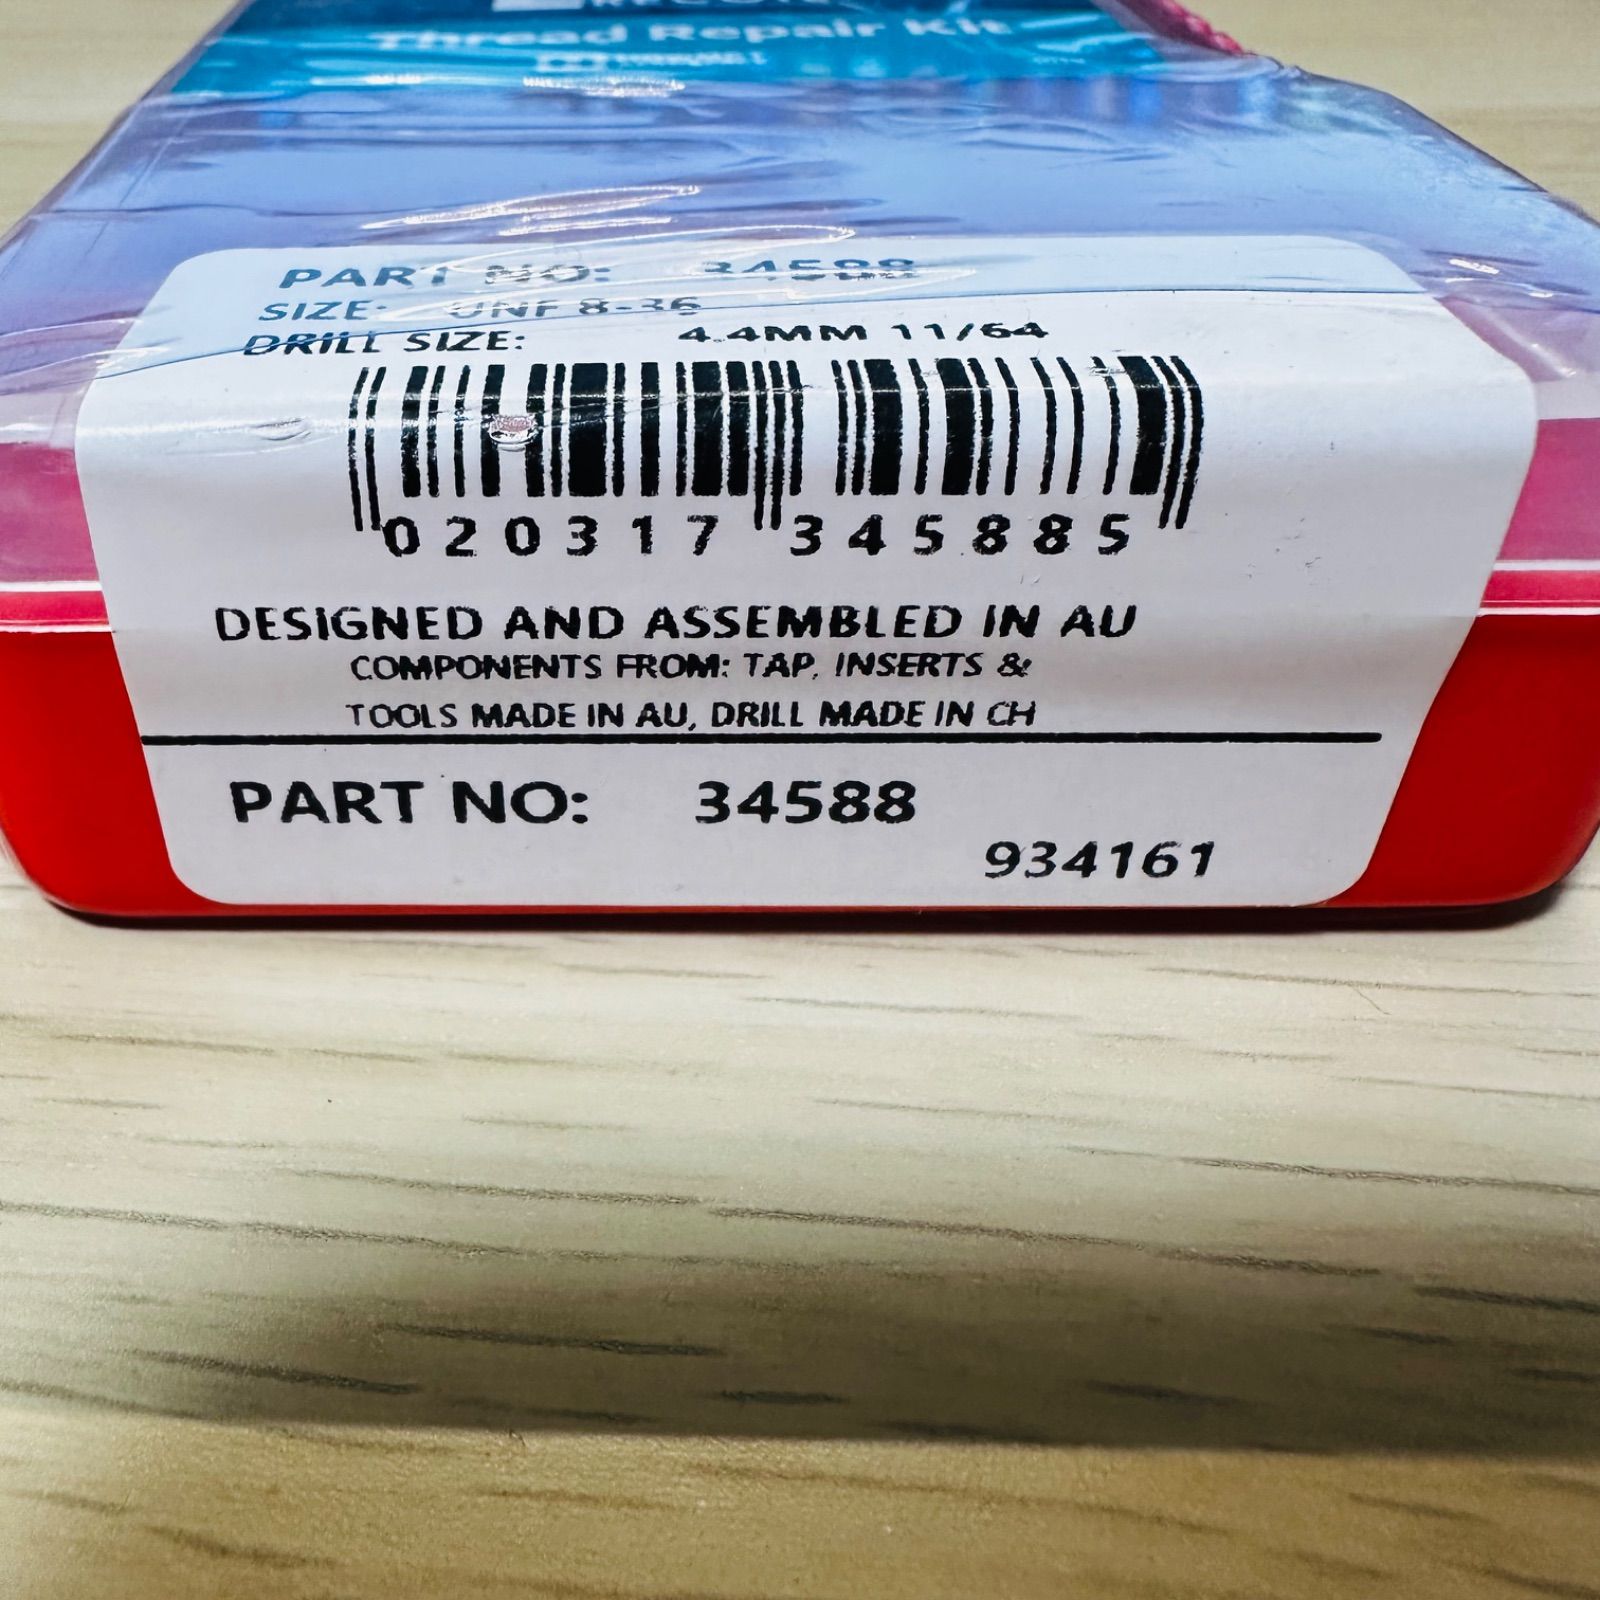 Thread Repair Kit
PART NO: 34588
SIZE: UNF 8-36
DRILL SIZE: 4.4MM 11/64
020317 345885
DESIGNED AND ASSEMBLED IN AU
COMPONENTS FROM: TAP, INSERTS &
TOOLS MADE IN AU, DRILL MADE IN CH
PART NO: 34588
934161